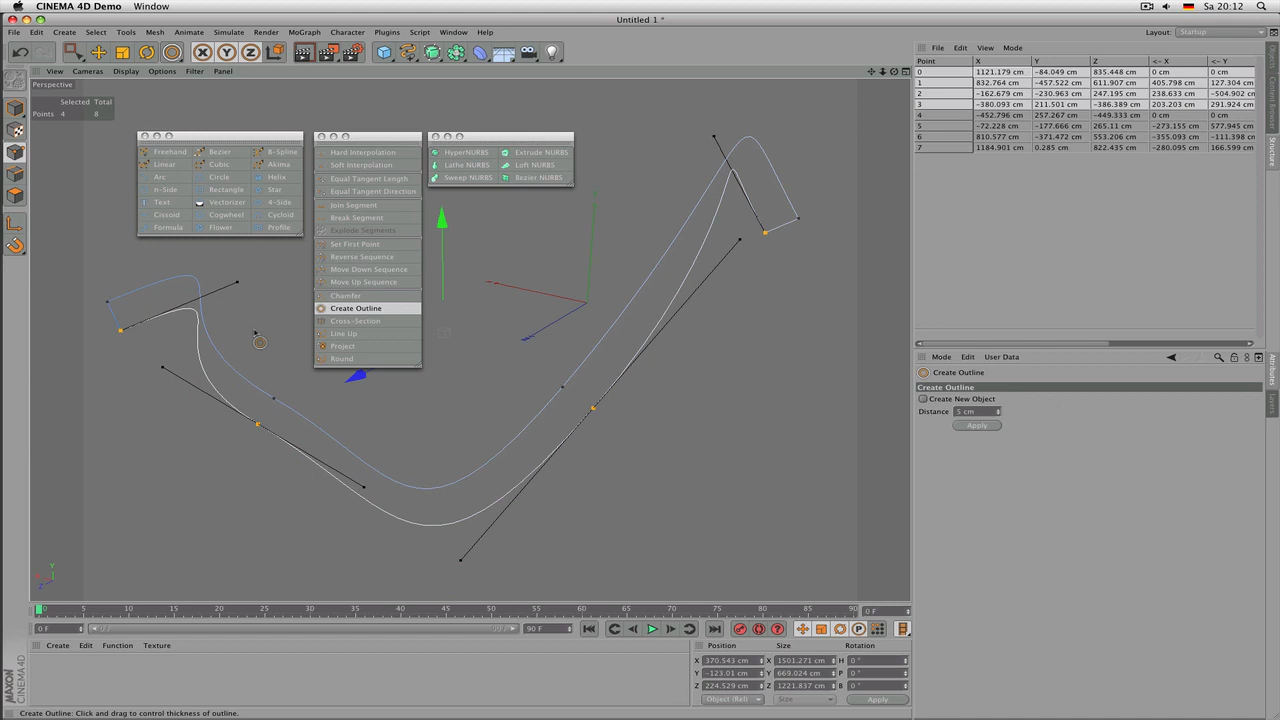 CINEMA 4D Demo Window Sa 20:12
Untitled 1 *
File Edit Create Select Tools Mesh Animate Simulate Render MoGraph Character Plugins Script Window Help Layout: Startup
X Y Z
View Cameras Display Options Filter Panel
Perspective
Selected Total
Points 4 8
Freehand Bezier B-Spline
Linear Cubic Akima
Arc Circle Helix
n-Side Rectangle Star
Text Vectorizer 4-Side
Cissoid Cogwheel Cycloid
Formula Flower Profile
Hard Interpolation
Soft Interpolation
Equal Tangent Length
Equal Tangent Direction
Join Segment
Break Segment
Explode Segments
Set First Point
Reverse Sequence
Move Down Sequence
Move Up Sequence
Chamfer
Create Outline
Cross-Section
Line Up
Project
Round
HyperNURBS Extrude NURBS
Lathe NURBS Loft NURBS
Sweep NURBS Bezier NURBS
File Edit View Mode
Point X Y Z <- X <- Y
0 1121.179 cm -84.049 cm 835.448 cm 0 cm 0 cm
1 832.764 cm -457.522 cm 611.907 cm 405.798 cm 127.304 cm
2 -162.679 cm -230.963 cm 247.195 cm 238.633 cm -504.902 cm
3 -380.093 cm 211.501 cm -386.389 cm 203.203 cm 291.924 cm
4 -452.796 cm 257.267 cm -449.333 cm 0 cm 0 cm
5 -72.228 cm -177.666 cm 265.11 cm -273.155 cm 577.945 cm
6 810.577 cm -371.642 cm 553.206 cm -355.093 cm -111.398 cm
7 1184.901 cm 0.285 cm 822.435 cm -280.095 cm 166.599 cm
Objects
Content Browser
Structure
Mode Edit User Data
Create Outline
Create Outline
Create New Object
Distance 5 cm
Apply
Attributes
Layers
Y
X
Z
0 5 10 15 20 25 30 35 40 45 50 55 60 65 70 75 80 85 90 0 F
0 F 0 F 90 F 90 F
Create Edit Function Texture
Position Size Rotation
X 370.543 cm X 1501.271 cm H 0 °
Y -123.01 cm Y 669.024 cm P 0 °
Z 224.529 cm Z 1221.837 cm B 0 °
Object (Rel) Size Apply
MAXON
CINEMA 4D
Create Outline: Click and drag to control thickness of outline.